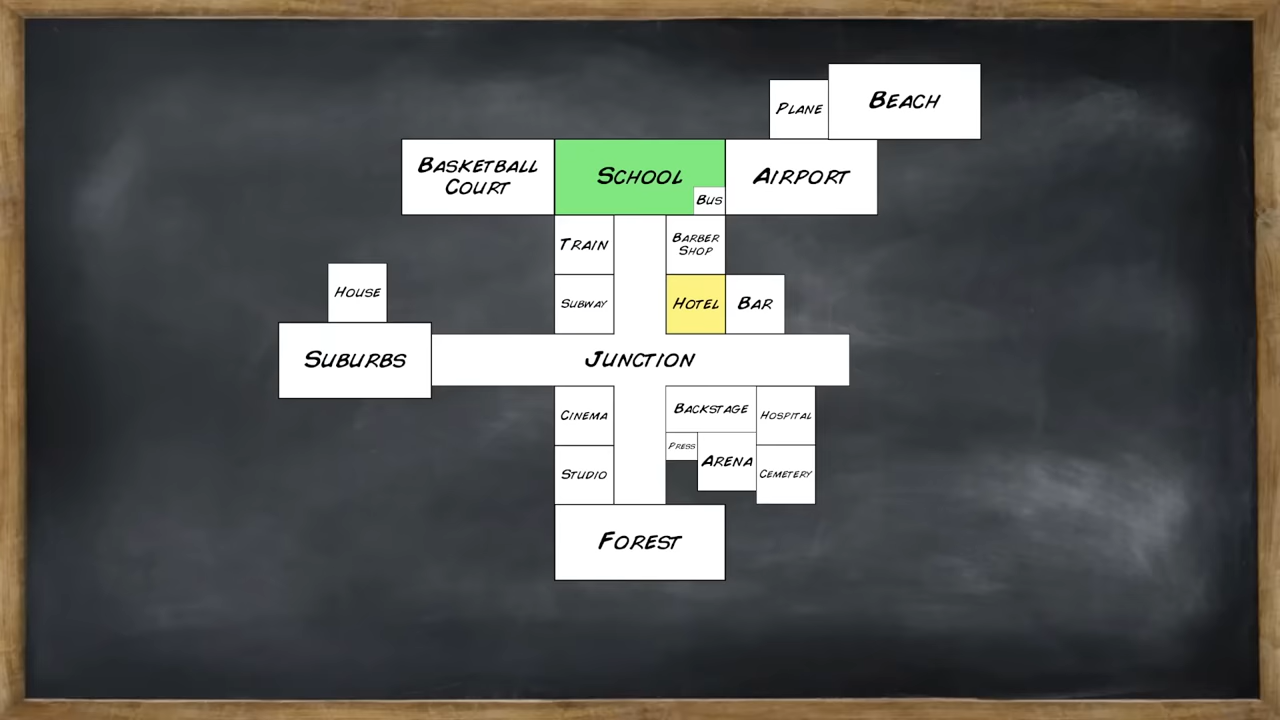 Plane
Beach
Basketball
Court
School
Airport
Bus
Train
Barber
Shop
House
Subway
Hotel
Bar
Suburbs
Junction
Cinema
Backstage
Hospital
Press
Arena
Studio
Cemetery
Forest